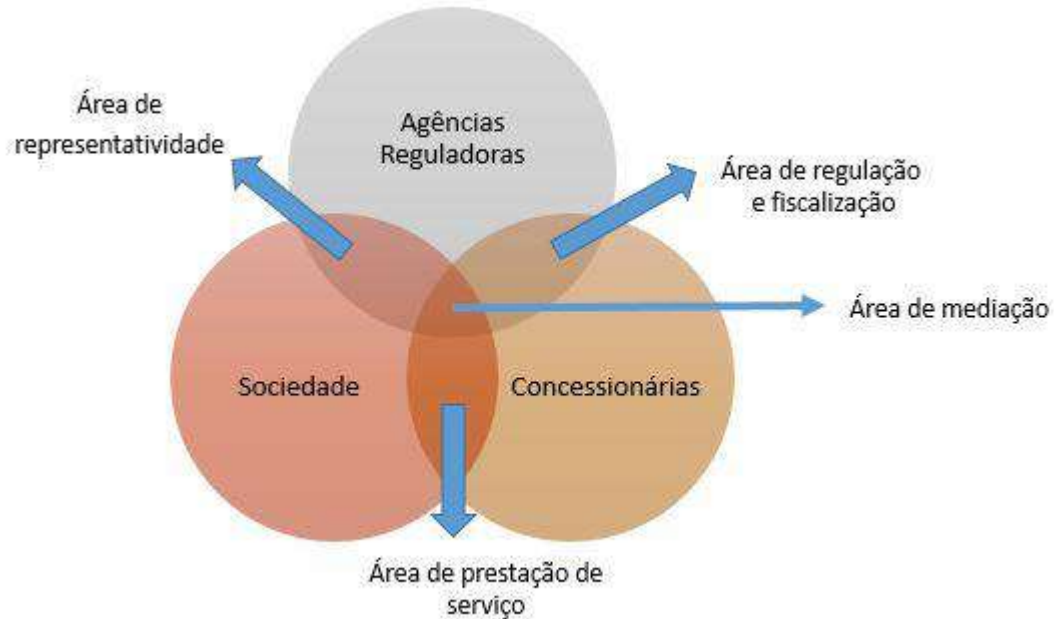 Área de
representatividade
Agências
Reguladoras
Área de regulação
e fiscalização
Área de mediação
Sociedade
Concessionárias
Área de prestação de
serviço